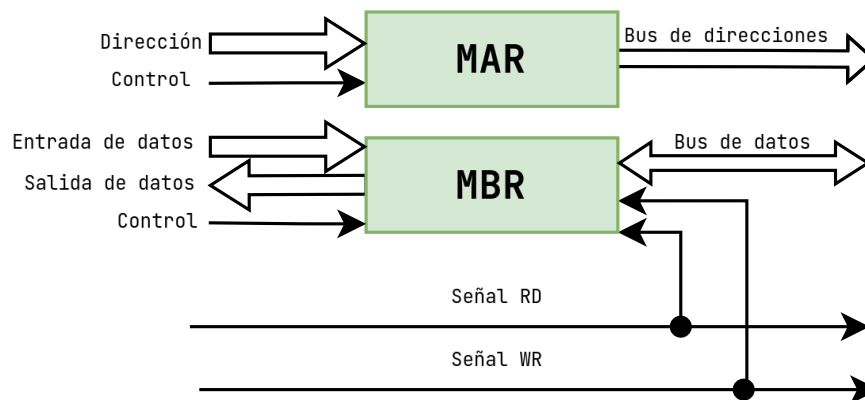 Dirección
MAR
Bus de direcciones
Control
Entrada de datos
Bus de datos
Salida de datos
MBR
Control
Señal RD
Señal WR